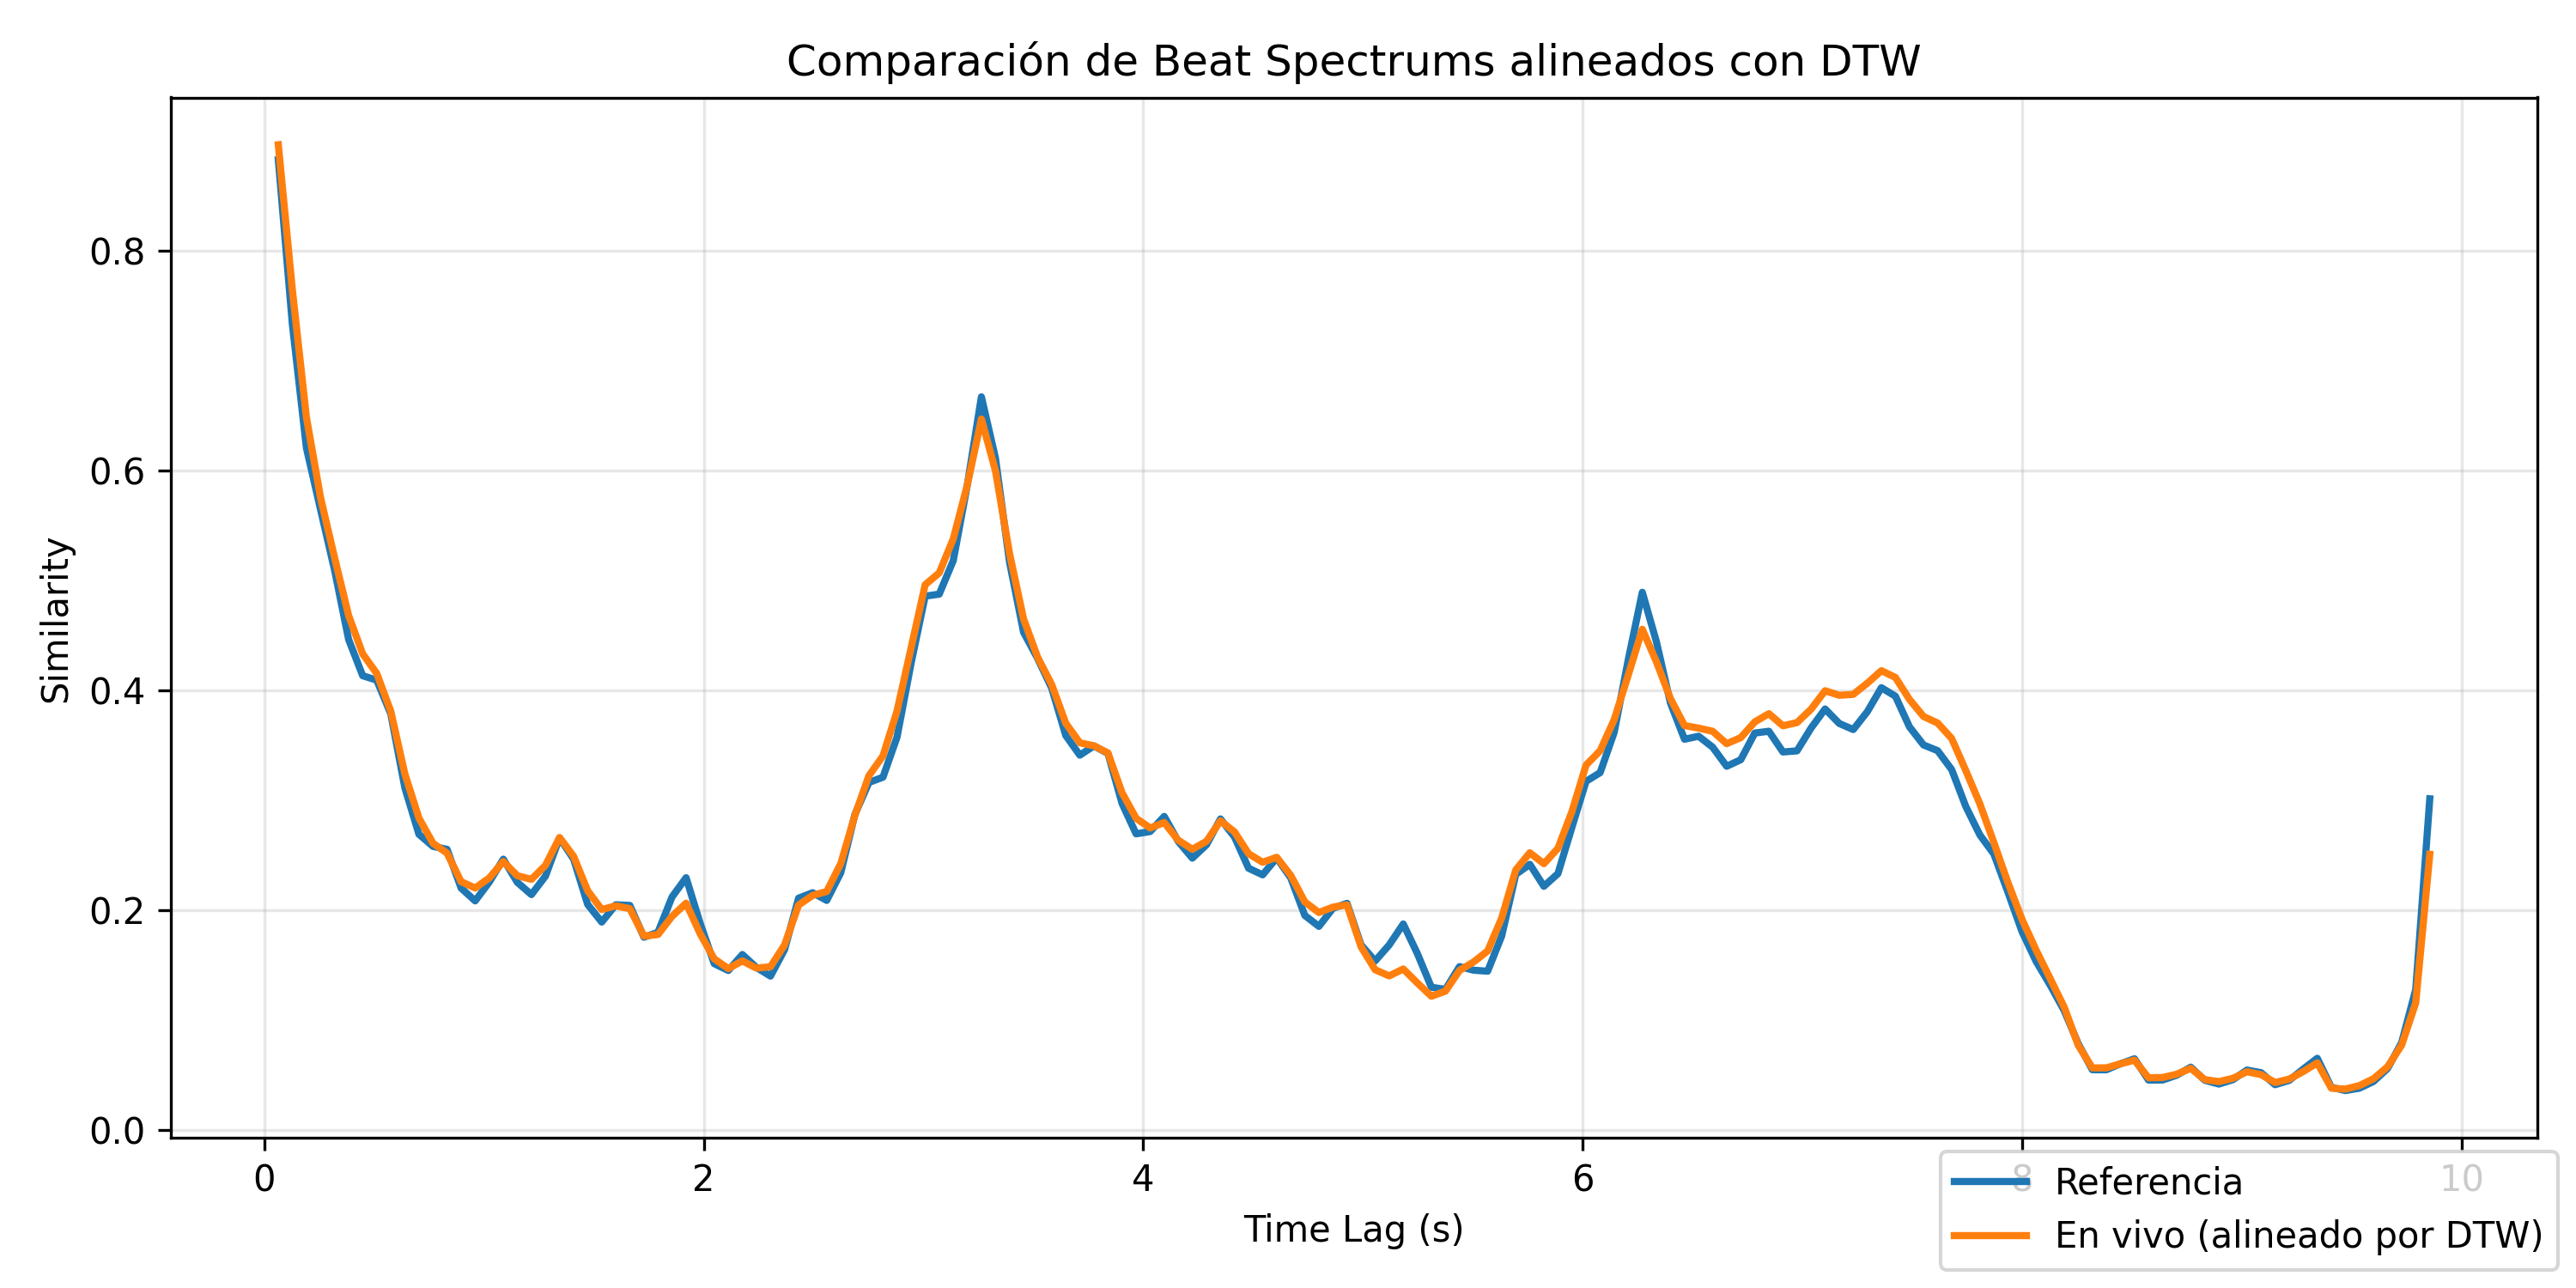 Comparación de Beat Spectrums alineados con DTW
Similarity
0.8
0.6
0.4
0.2
0.0
0 2 4 6 8 10
Time Lag (s)
Referencia
En vivo (alineado por DTW)